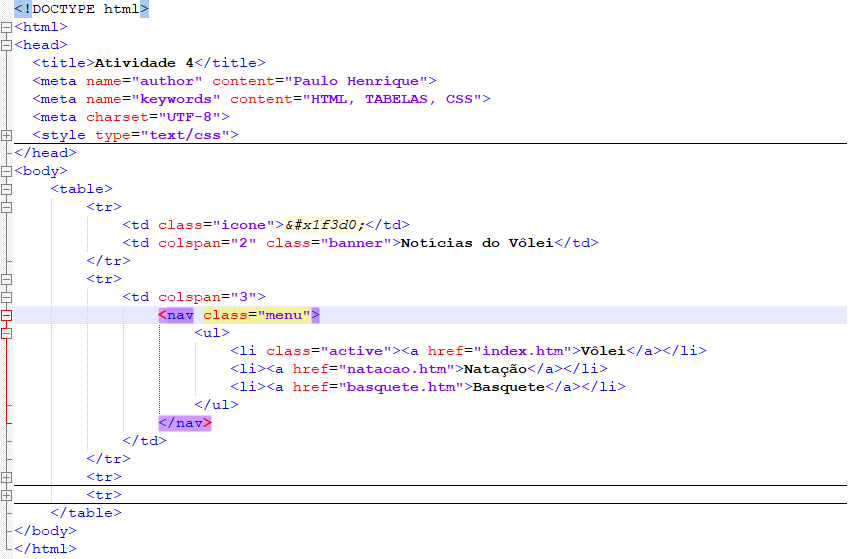 <!DOCTYPE html>
<html>
<head>
<title>Atividade 4</title>
<meta name="author" content="Paulo Henrique">
<meta name="keywords" content="HTML, TABELAS, CSS">
<meta charset="UTF-8">
<style type="text/css">
</head>
<body>
<table>
<tr>
<td class="icone">&#x1f3d0;</td>
<td colspan="2" class="banner">Notícias do Vôlei</td>
</tr>
<tr>
<td colspan="3">
<nav class="menu">
<ul>
<li class="active"><a href="index.htm">Vôlei</a></li>
<li><a href="natacao.htm">Natação</a></li>
<li><a href="basquete.htm">Basquete</a></li>
</ul>
</nav>
</td>
</tr>
<tr>
<tr>
</table>
</body>
</html>